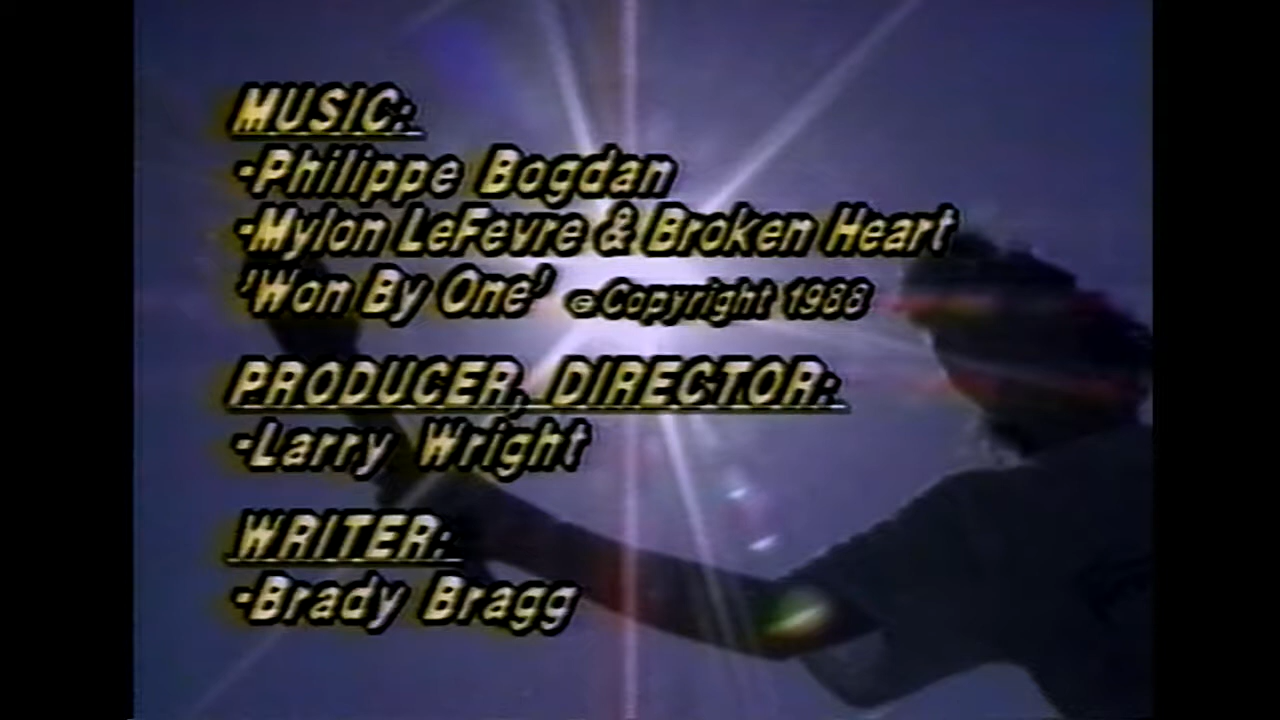 MUSIC:
-Philippe Bogdan
-Mylon LeFevre & Broken Heart
'Won By One' ©Copyright 1988
PRODUCER, DIRECTOR:
-Larry Wright
WRITER:
-Brady Bragg